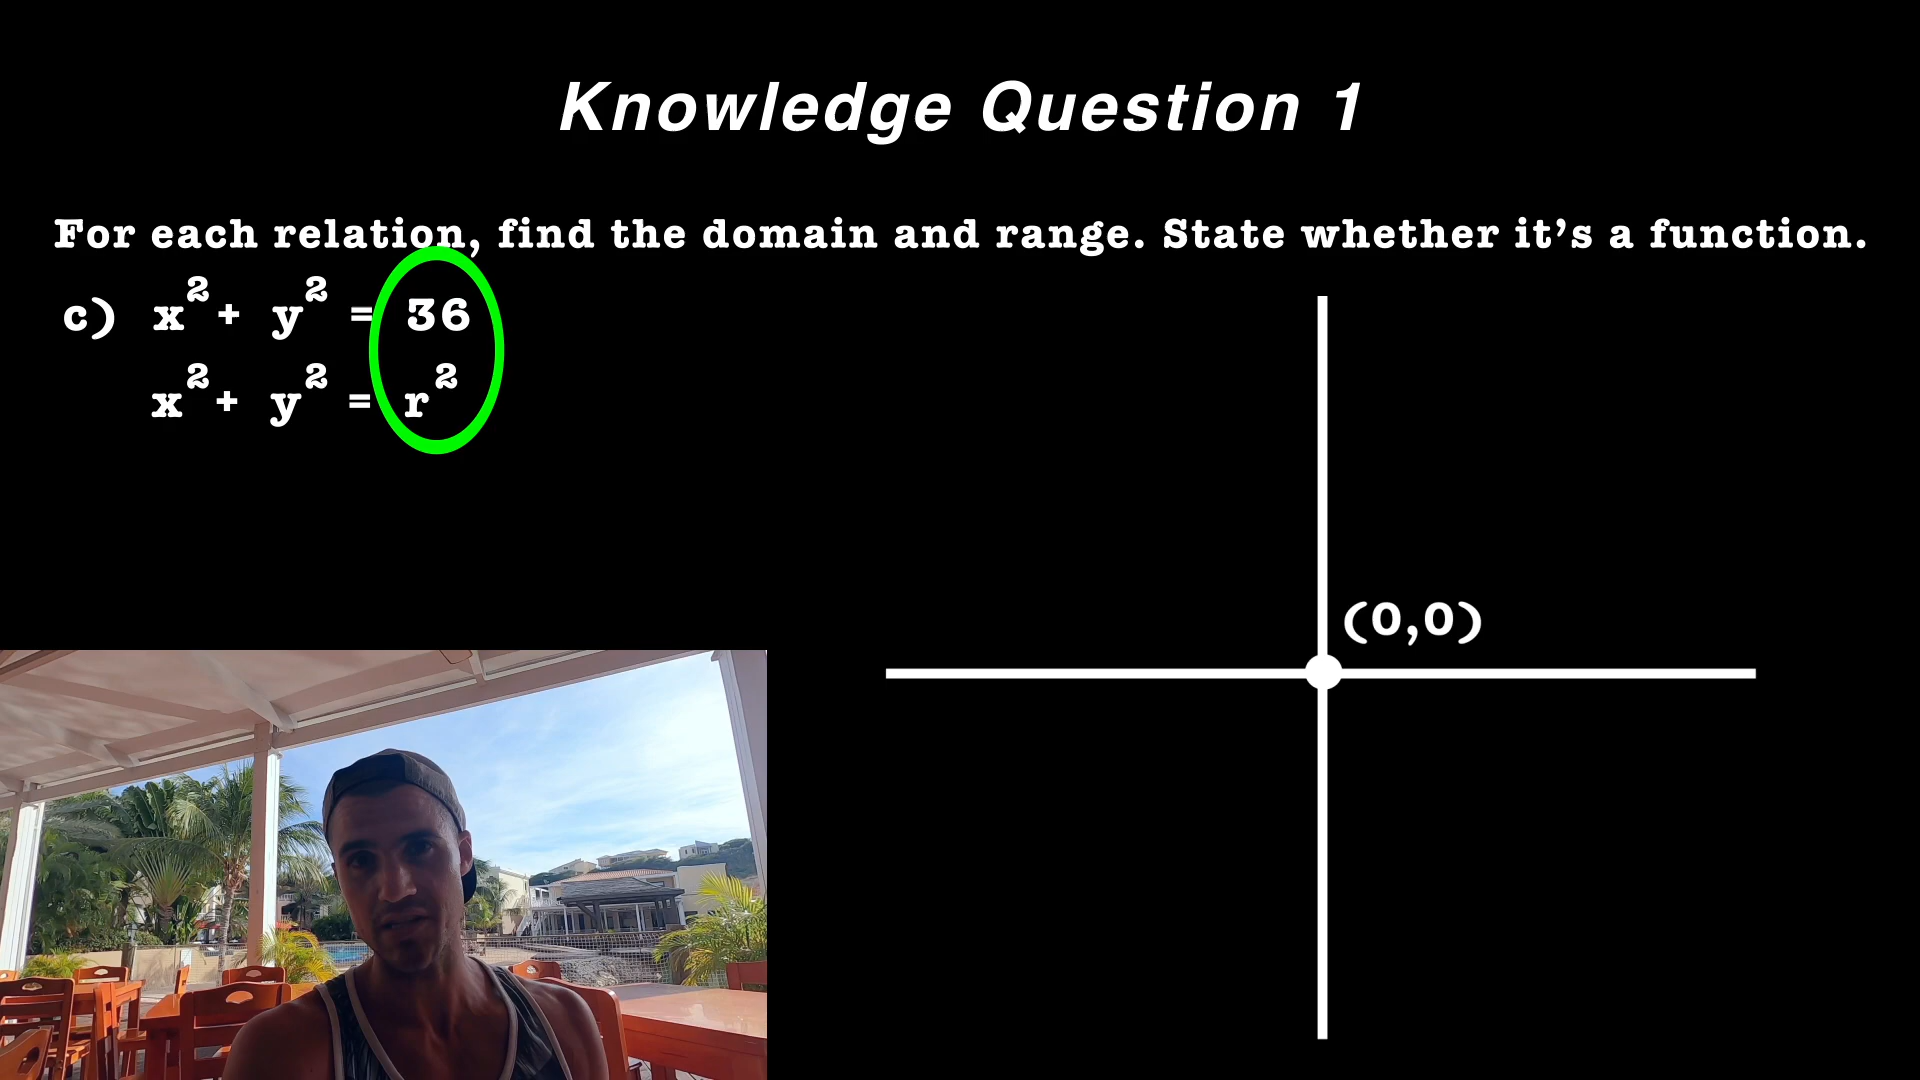 Knowledge Question 1
For each relation, find the domain and range. State whether it’s a function.
c) x² + y² = 36
x² + y² = r²
(0,0)